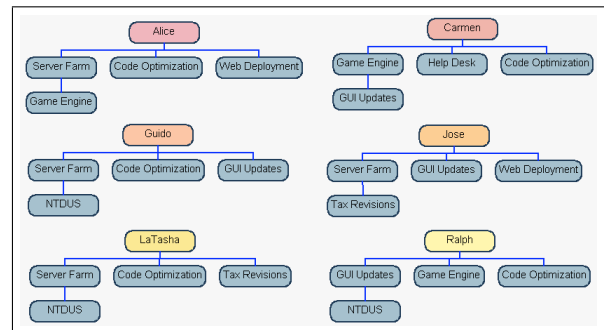 Alice
Server Farm Code Optimization Web Deployment
Game Engine
Carmen
Game Engine Help Desk Code Optimization
GUI Updates
Guido
Server Farm Code Optimization GUI Updates
NTDUS
Jose
Server Farm GUI Updates Web Deployment
Tax Revisions
LaTasha
Server Farm Code Optimization Tax Revisions
NTDUS
Ralph
GUI Updates Game Engine Code Optimization
NTDUS